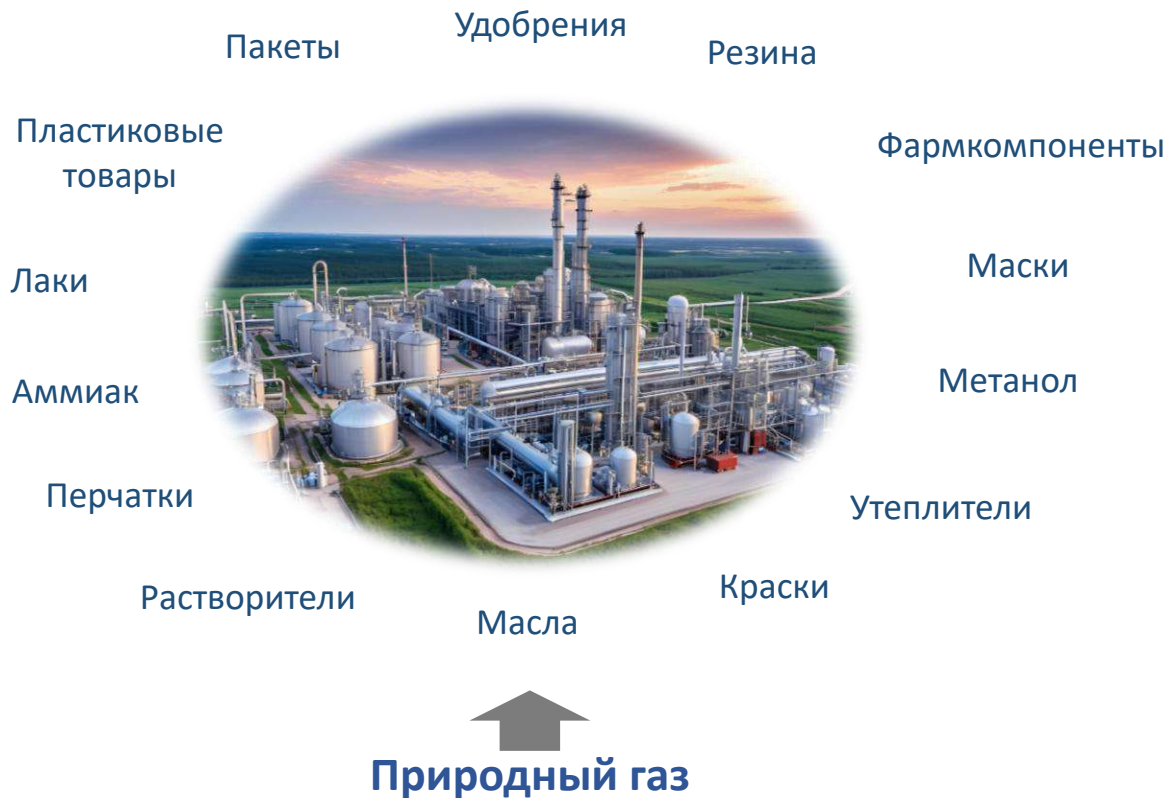 Удобрения
Пакеты
Резина
Пластиковые
товары
Фармкомпоненты
Лаки
Маски
Аммиак
Метанол
Перчатки
Утеплители
Растворители
Краски
Масла
Природный газ